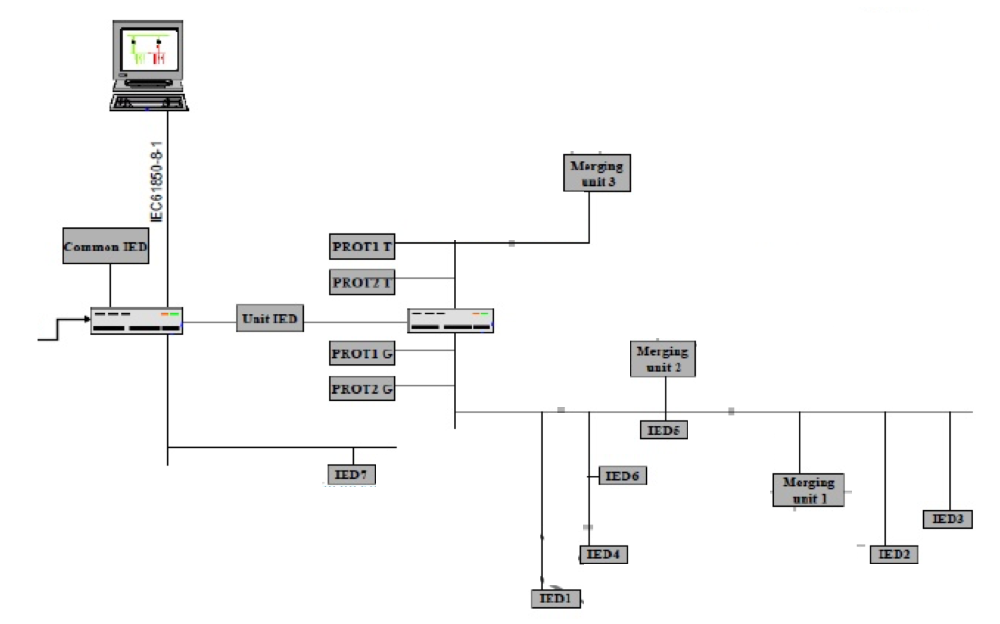 IEC61850-8-1
Merging
unit 3
Common IED
PROT1 T
PROT2 T
Unit IED
PROT1 G
PROT2 G
Merging
unit 2
IED5
IED7
IED6
Merging
unit 1
IED3
IED4
IED2
IED1